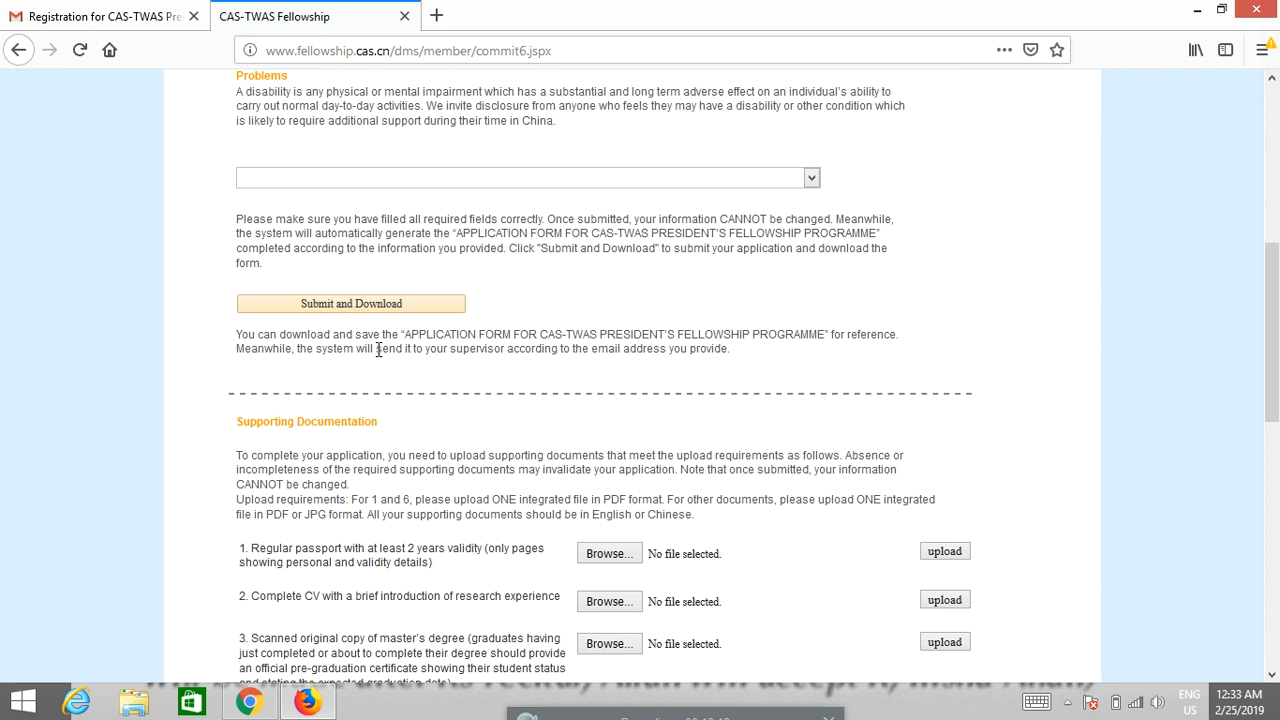 Registration for CAS-TWAS Pre
CAS-TWAS Fellowship
www.fellowship.cas.cn/dms/member/commit6.jspx
Problems
A disability is any physical or mental impairment which has a substantial and long term adverse effect on an individual's ability to
carry out normal day-to-day activities. We invite disclosure from anyone who feels they may have a disability or other condition which
is likely to require additional support during their time in China.
Please make sure you have filled all required fields correctly. Once submitted, your information CANNOT be changed. Meanwhile,
the system will automatically generate the “APPLICATION FORM FOR CAS-TWAS PRESIDENT'S FELLOWSHIP PROGRAMME”
completed according to the information you provided. Click "Submit and Download" to submit your application and download the
form.
Submit and Download
You can download and save the “APPLICATION FORM FOR CAS-TWAS PRESIDENT'S FELLOWSHIP PROGRAMME” for reference.
Meanwhile, the system will send it to your supervisor according to the email address you provide.
Supporting Documentation
To complete your application, you need to upload supporting documents that meet the upload requirements as follows. Absence or
incompleteness of the required supporting documents may invalidate your application. Note that once submitted, your information
CANNOT be changed.
Upload requirements: For 1 and 6, please upload ONE integrated file in PDF format. For other documents, please upload ONE integrated
file in PDF or JPG format. All your supporting documents should be in English or Chinese.
1. Regular passport with at least 2 years validity (only pages
showing personal and validity details)
Browse... No file selected. upload
2. Complete CV with a brief introduction of research experience
Browse... No file selected. upload
3. Scanned original copy of master's degree (graduates having
just completed or about to complete their degree should provide
an official pre-graduation certificate showing their student status
Browse... No file selected. upload
ENG
US
12:33 AM
2/25/2019